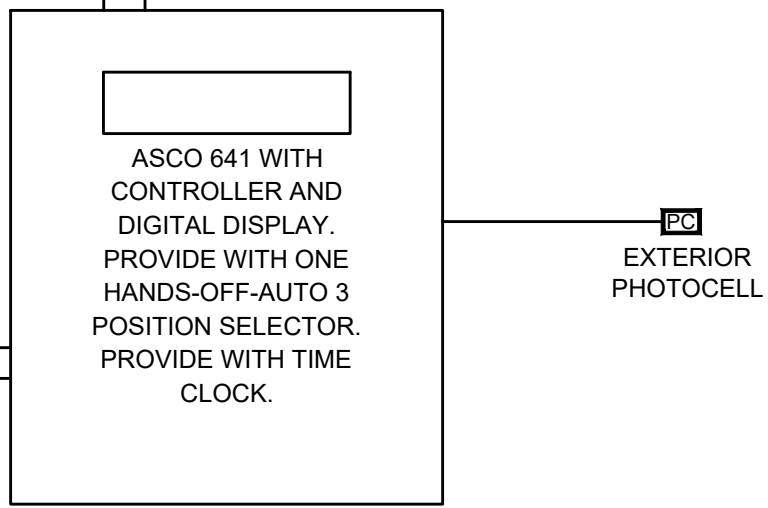 ASCO 641 WITH
CONTROLLER AND
DIGITAL DISPLAY.
PROVIDE WITH ONE
HANDS-OFF-AUTO 3
POSITION SELECTOR.
PROVIDE WITH TIME
CLOCK.
PC
EXTERIOR
PHOTOCELL